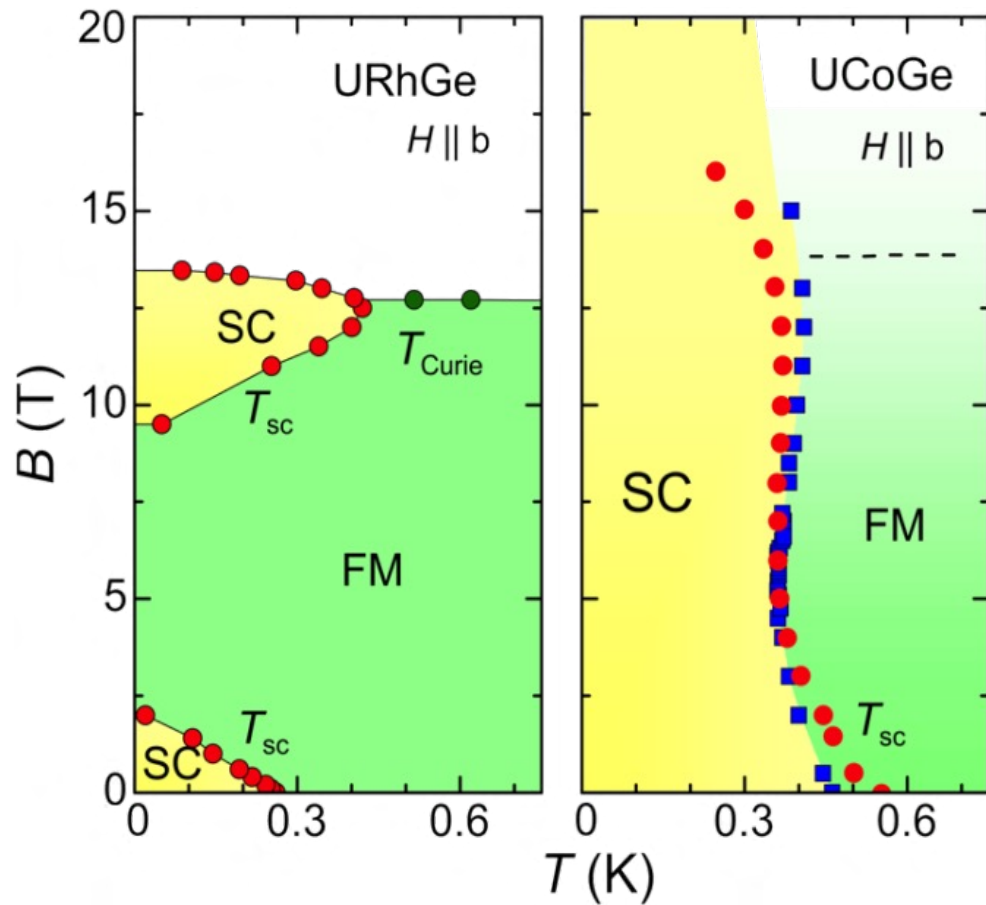 B (T)
20
15
10
5
0
URhGe
H || b
SC
T_Curie
T_sc
FM
T_sc
SC
0
0.3
0.6
UCoGe
H || b
SC
FM
T_sc
0
0.3
0.6
T (K)